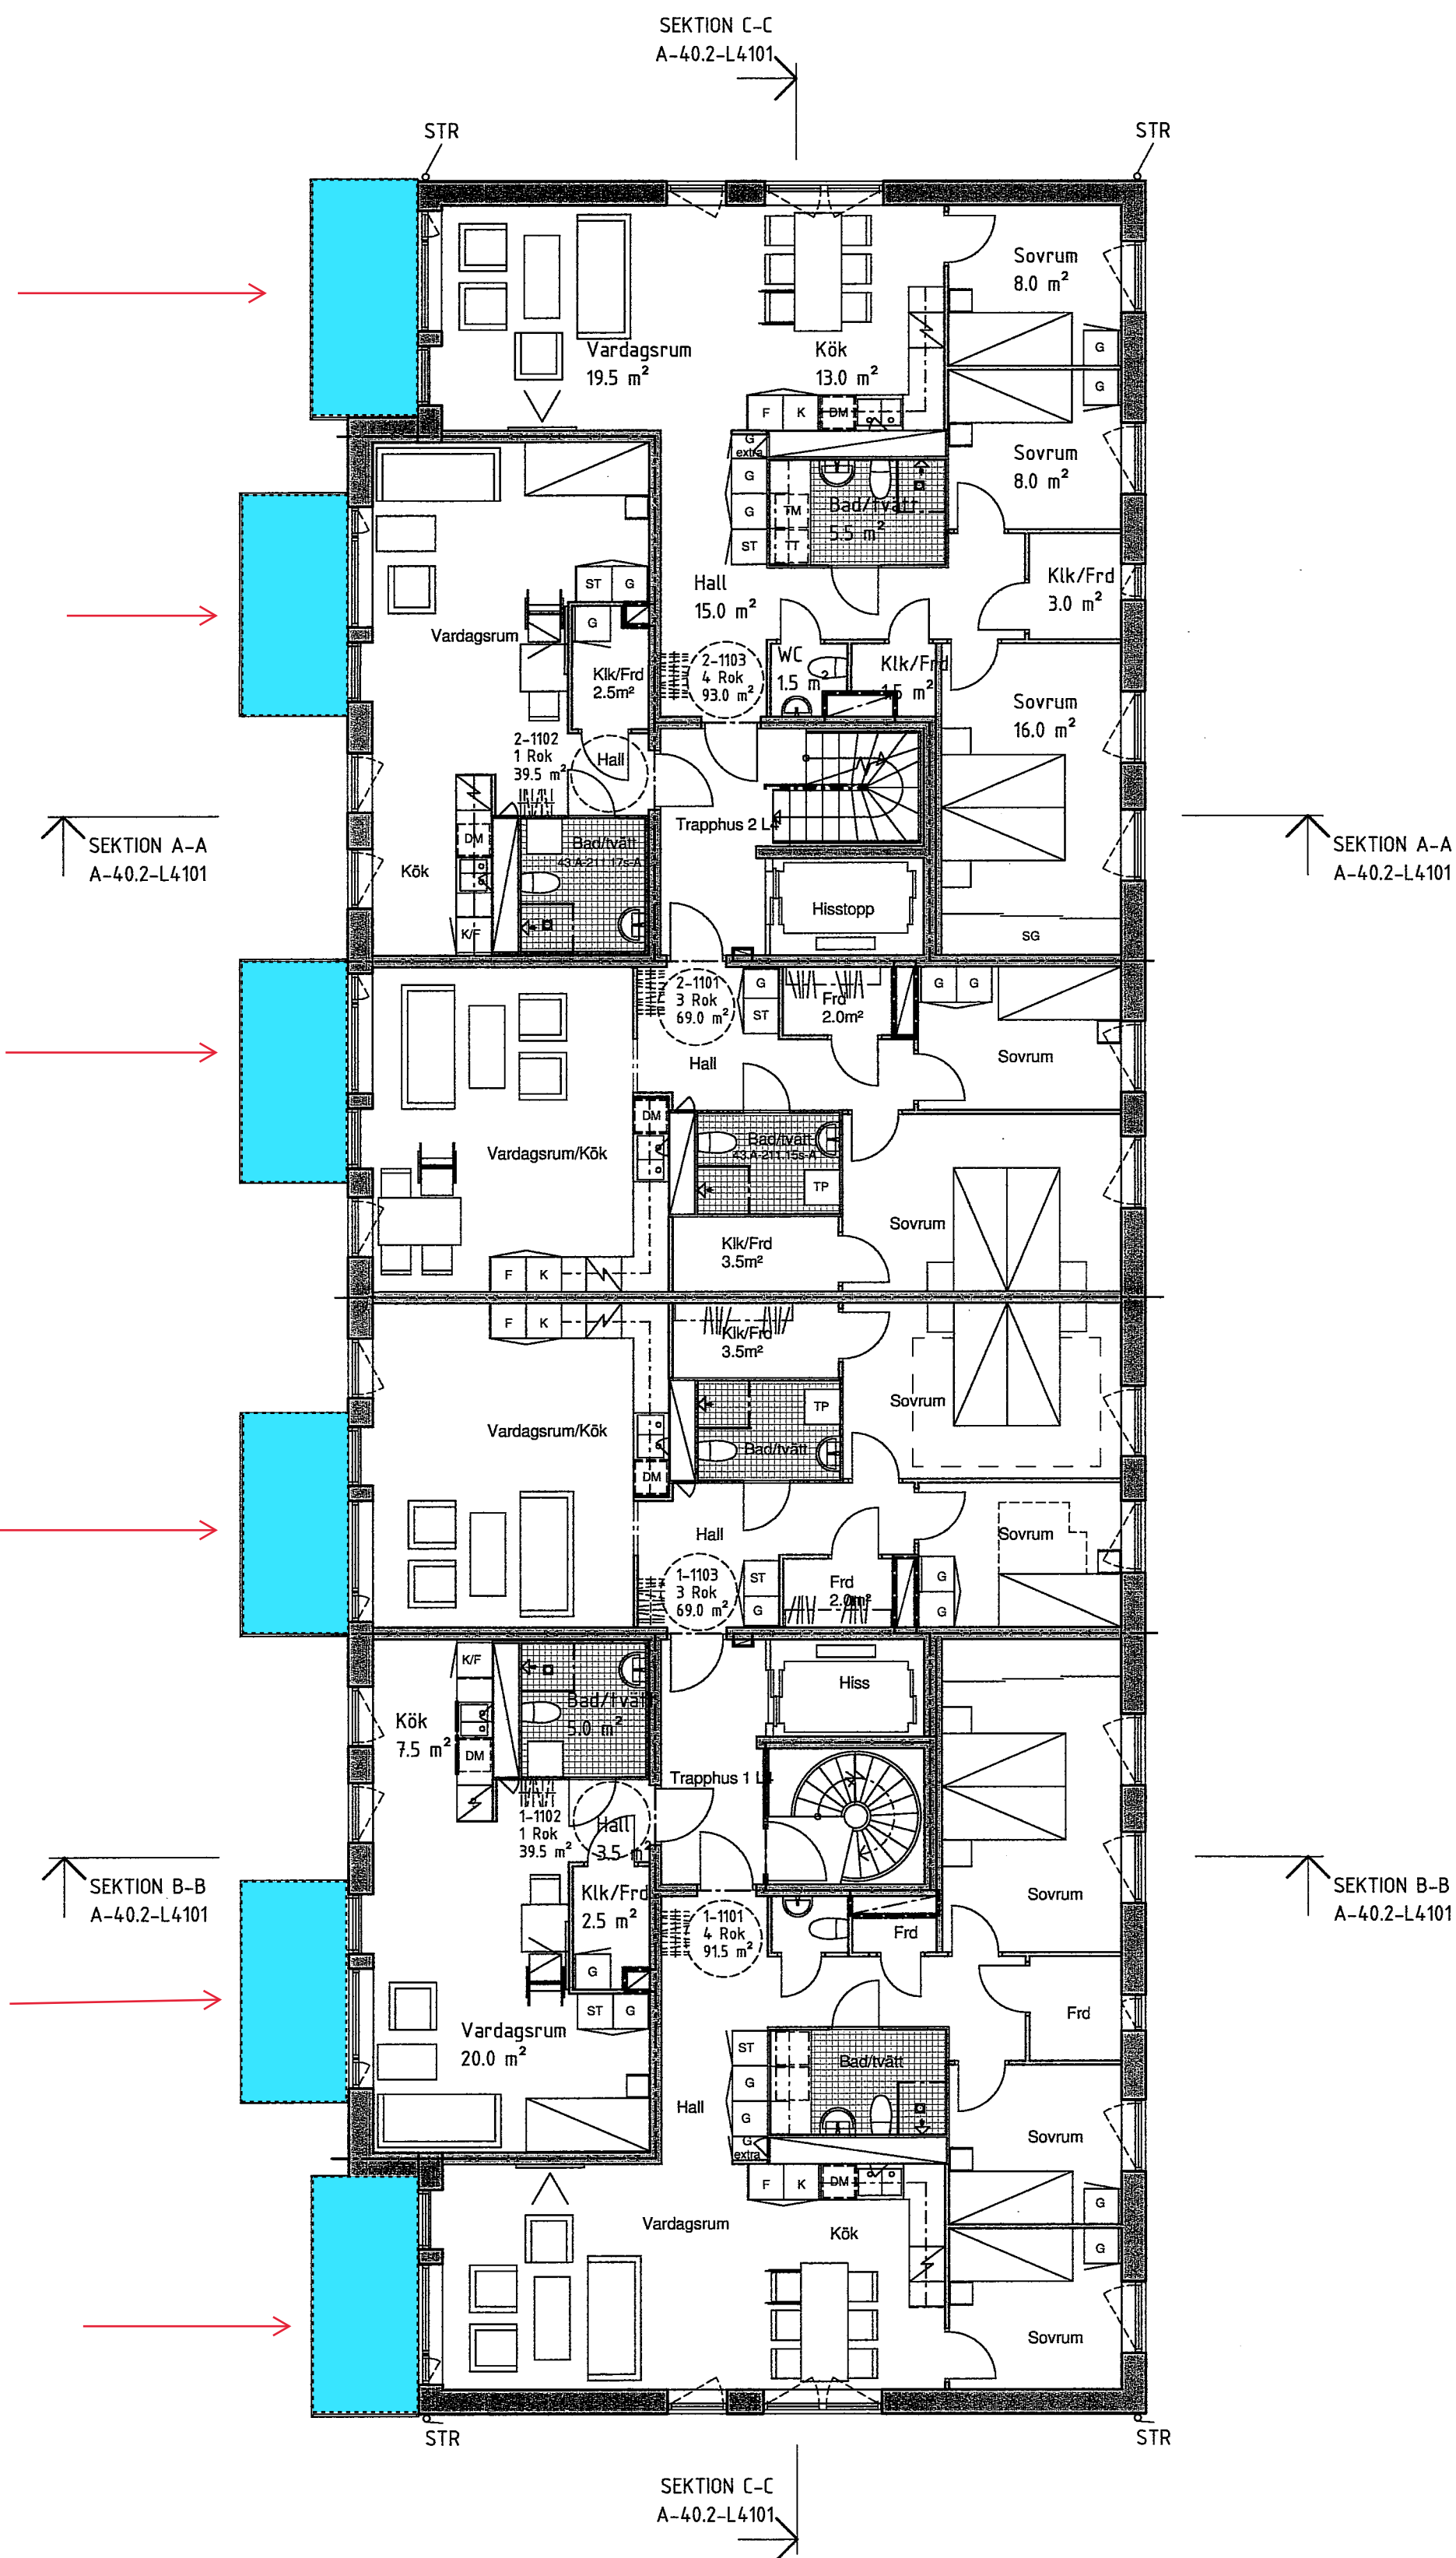 SEKTION C-C
A-40.2-L4101
STR
STR
Sovrum
8.0 m²
G
Vardagsrum
19.5 m²
Kök
13.0 m²
G
F
K
DM
G
extra
Sovrum
8.0 m²
G
G
ST
TM
TT
Bad/tvätt
5.5 m²
ST
G
Hall
15.0 m²
Klk/Frd
3.0 m²
G
Vardagsrum
Klk/Frd
2.5m²
2-1103
4 Rok
93.0 m²
WC
1.5 m²
Klk/Frd
1.5 m²
Sovrum
16.0 m²
2-1102
1 Rok
39.5 m²
Hall
Trapphus 2 L4
SEKTION A-A
A-40.2-L4101
DM
Bad/tvätt
43.A-211.17s-A
Kök
K/F
Hisstopp
SG
SEKTION A-A
A-40.2-L4101
2-1101
3 Rok
69.0 m²
G
ST
Frd
2.0m²
G
G
Hall
Sovrum
DM
Vardagsrum/Kök
Bad/tvätt
43.A-211.15s-A
TP
Sovrum
Klk/Frd
3.5m²
F
K
F
K
Klk/Frd
3.5m²
Sovrum
TP
Vardagsrum/Kök
Bad/tvätt
DM
Hall
Sovrum
1-1103
3 Rok
69.0 m²
ST
G
Frd
2.0m²
G
G
K/F
Hiss
Kök
7.5 m²
Bad/tvätt
5.0 m²
DM
Trapphus 1 L4
1-1102
1 Rok
39.5 m²
Hall
3.5 m²
SEKTION B-B
A-40.2-L4101
Klk/Frd
2.5 m²
1-1101
4 Rok
91.5 m²
Frd
Sovrum
SEKTION B-B
A-40.2-L4101
G
ST
G
Frd
Vardagsrum
20.0 m²
ST
G
G
G
extra
Bad/tvätt
Hall
Sovrum
F
K
DM
G
Vardagsrum
Kök
G
Sovrum
STR
STR
SEKTION C-C
A-40.2-L4101